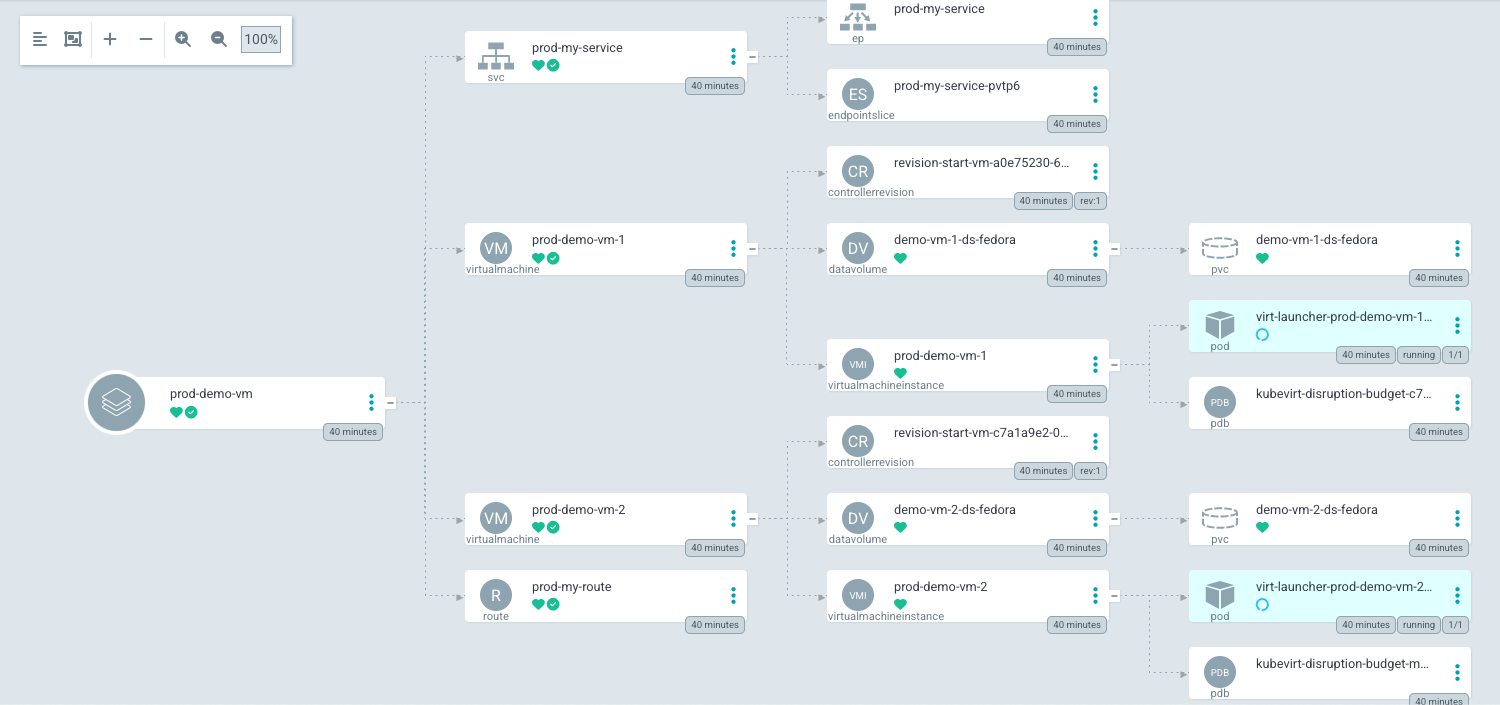 100%
prod-my-service
ep
40 minutes
prod-my-service
svc
40 minutes
ES
prod-my-service-pvtp6
endpointslice
40 minutes
CR
revision-start-vm-a0e75230-6...
controllerrevision
40 minutes
rev:1
VM
prod-demo-vm-1
virtualmachine
40 minutes
DV
demo-vm-1-ds-fedora
datavolume
40 minutes
demo-vm-1-ds-fedora
pvc
40 minutes
virt-launcher-prod-demo-vm-1...
pod
40 minutes
running
1/1
VMI
prod-demo-vm-1
virtualmachineinstance
40 minutes
PDB
kubevirt-disruption-budget-c7...
pdb
40 minutes
prod-demo-vm
40 minutes
CR
revision-start-vm-c7a1a9e2-0...
controllerrevision
40 minutes
rev:1
VM
prod-demo-vm-2
virtualmachine
40 minutes
DV
demo-vm-2-ds-fedora
datavolume
40 minutes
demo-vm-2-ds-fedora
pvc
40 minutes
R
prod-my-route
route
40 minutes
VMI
prod-demo-vm-2
virtualmachineinstance
40 minutes
virt-launcher-prod-demo-vm-2...
pod
40 minutes
running
1/1
PDB
kubevirt-disruption-budget-m...
pdb
40 minutes